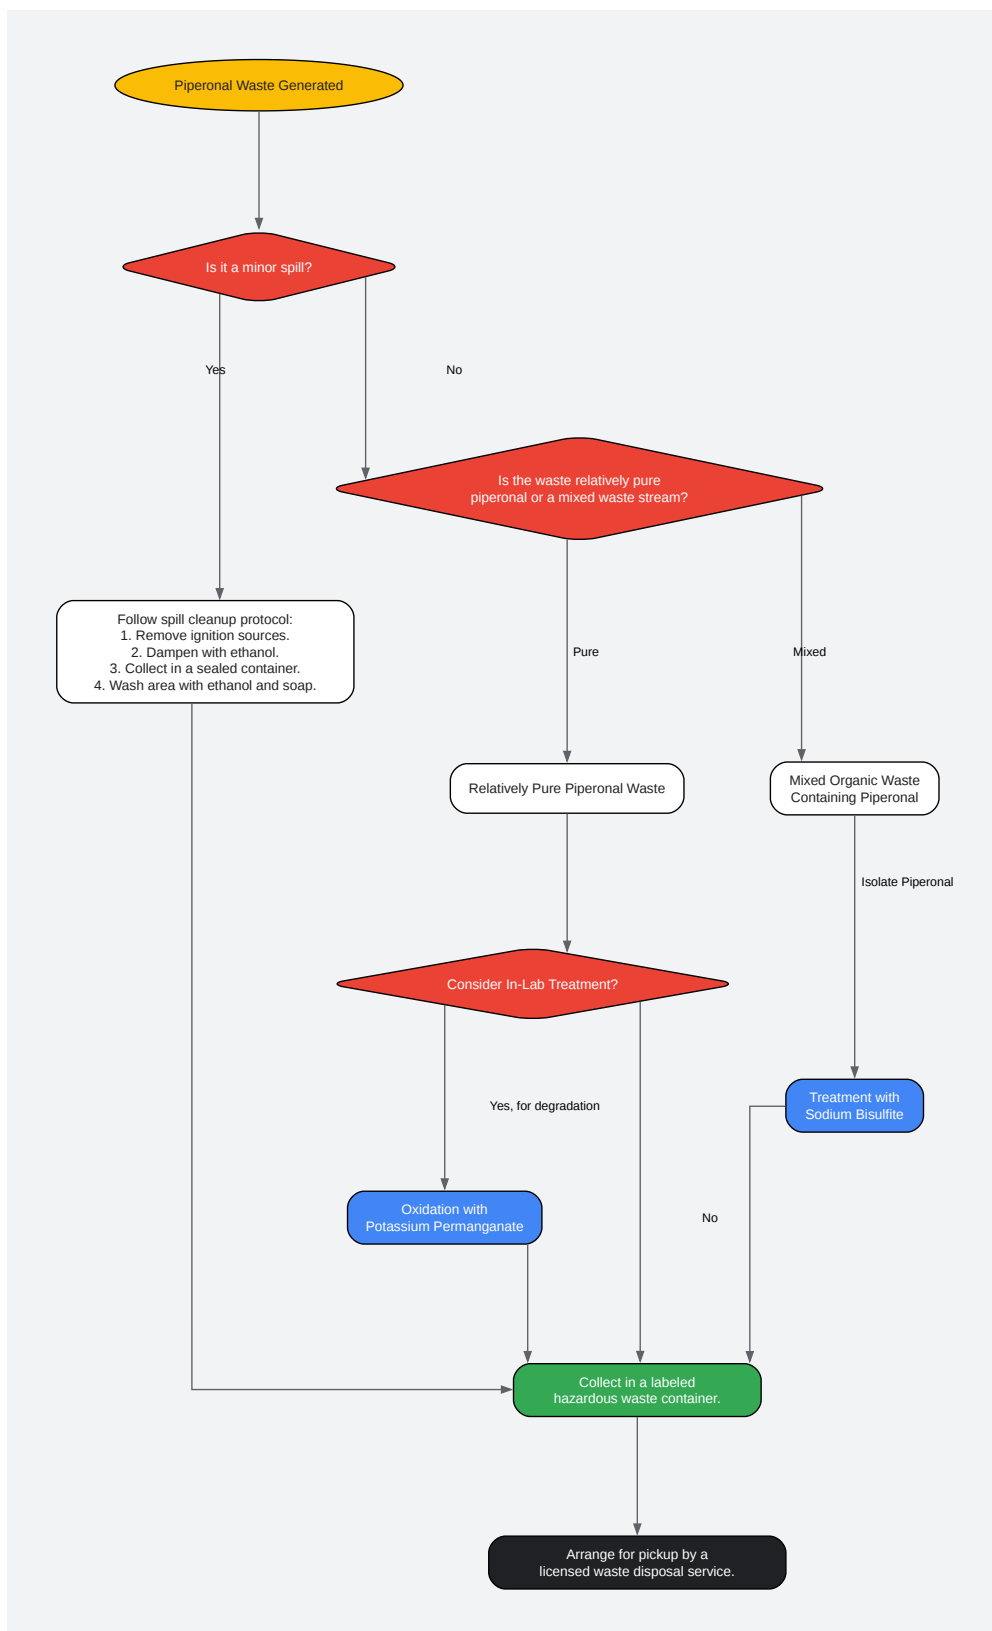 Piperonal Waste Generated
Is it a minor spill?
Yes
No
Is the waste relatively pure
piperonal or a mixed waste stream?
Follow spill cleanup protocol:
1. Remove ignition sources.
2. Dampen with ethanol.
3. Collect in a sealed container.
4. Wash area with ethanol and soap.
Pure
Mixed
Relatively Pure Piperonal Waste
Mixed Organic Waste
Containing Piperonal
Isolate Piperonal
Consider In-Lab Treatment?
Yes, for degradation
Treatment with
Sodium Bisulfite
Oxidation with
Potassium Permanganate
No
Collect in a labeled
hazardous waste container.
Arrange for pickup by a
licensed waste disposal service.